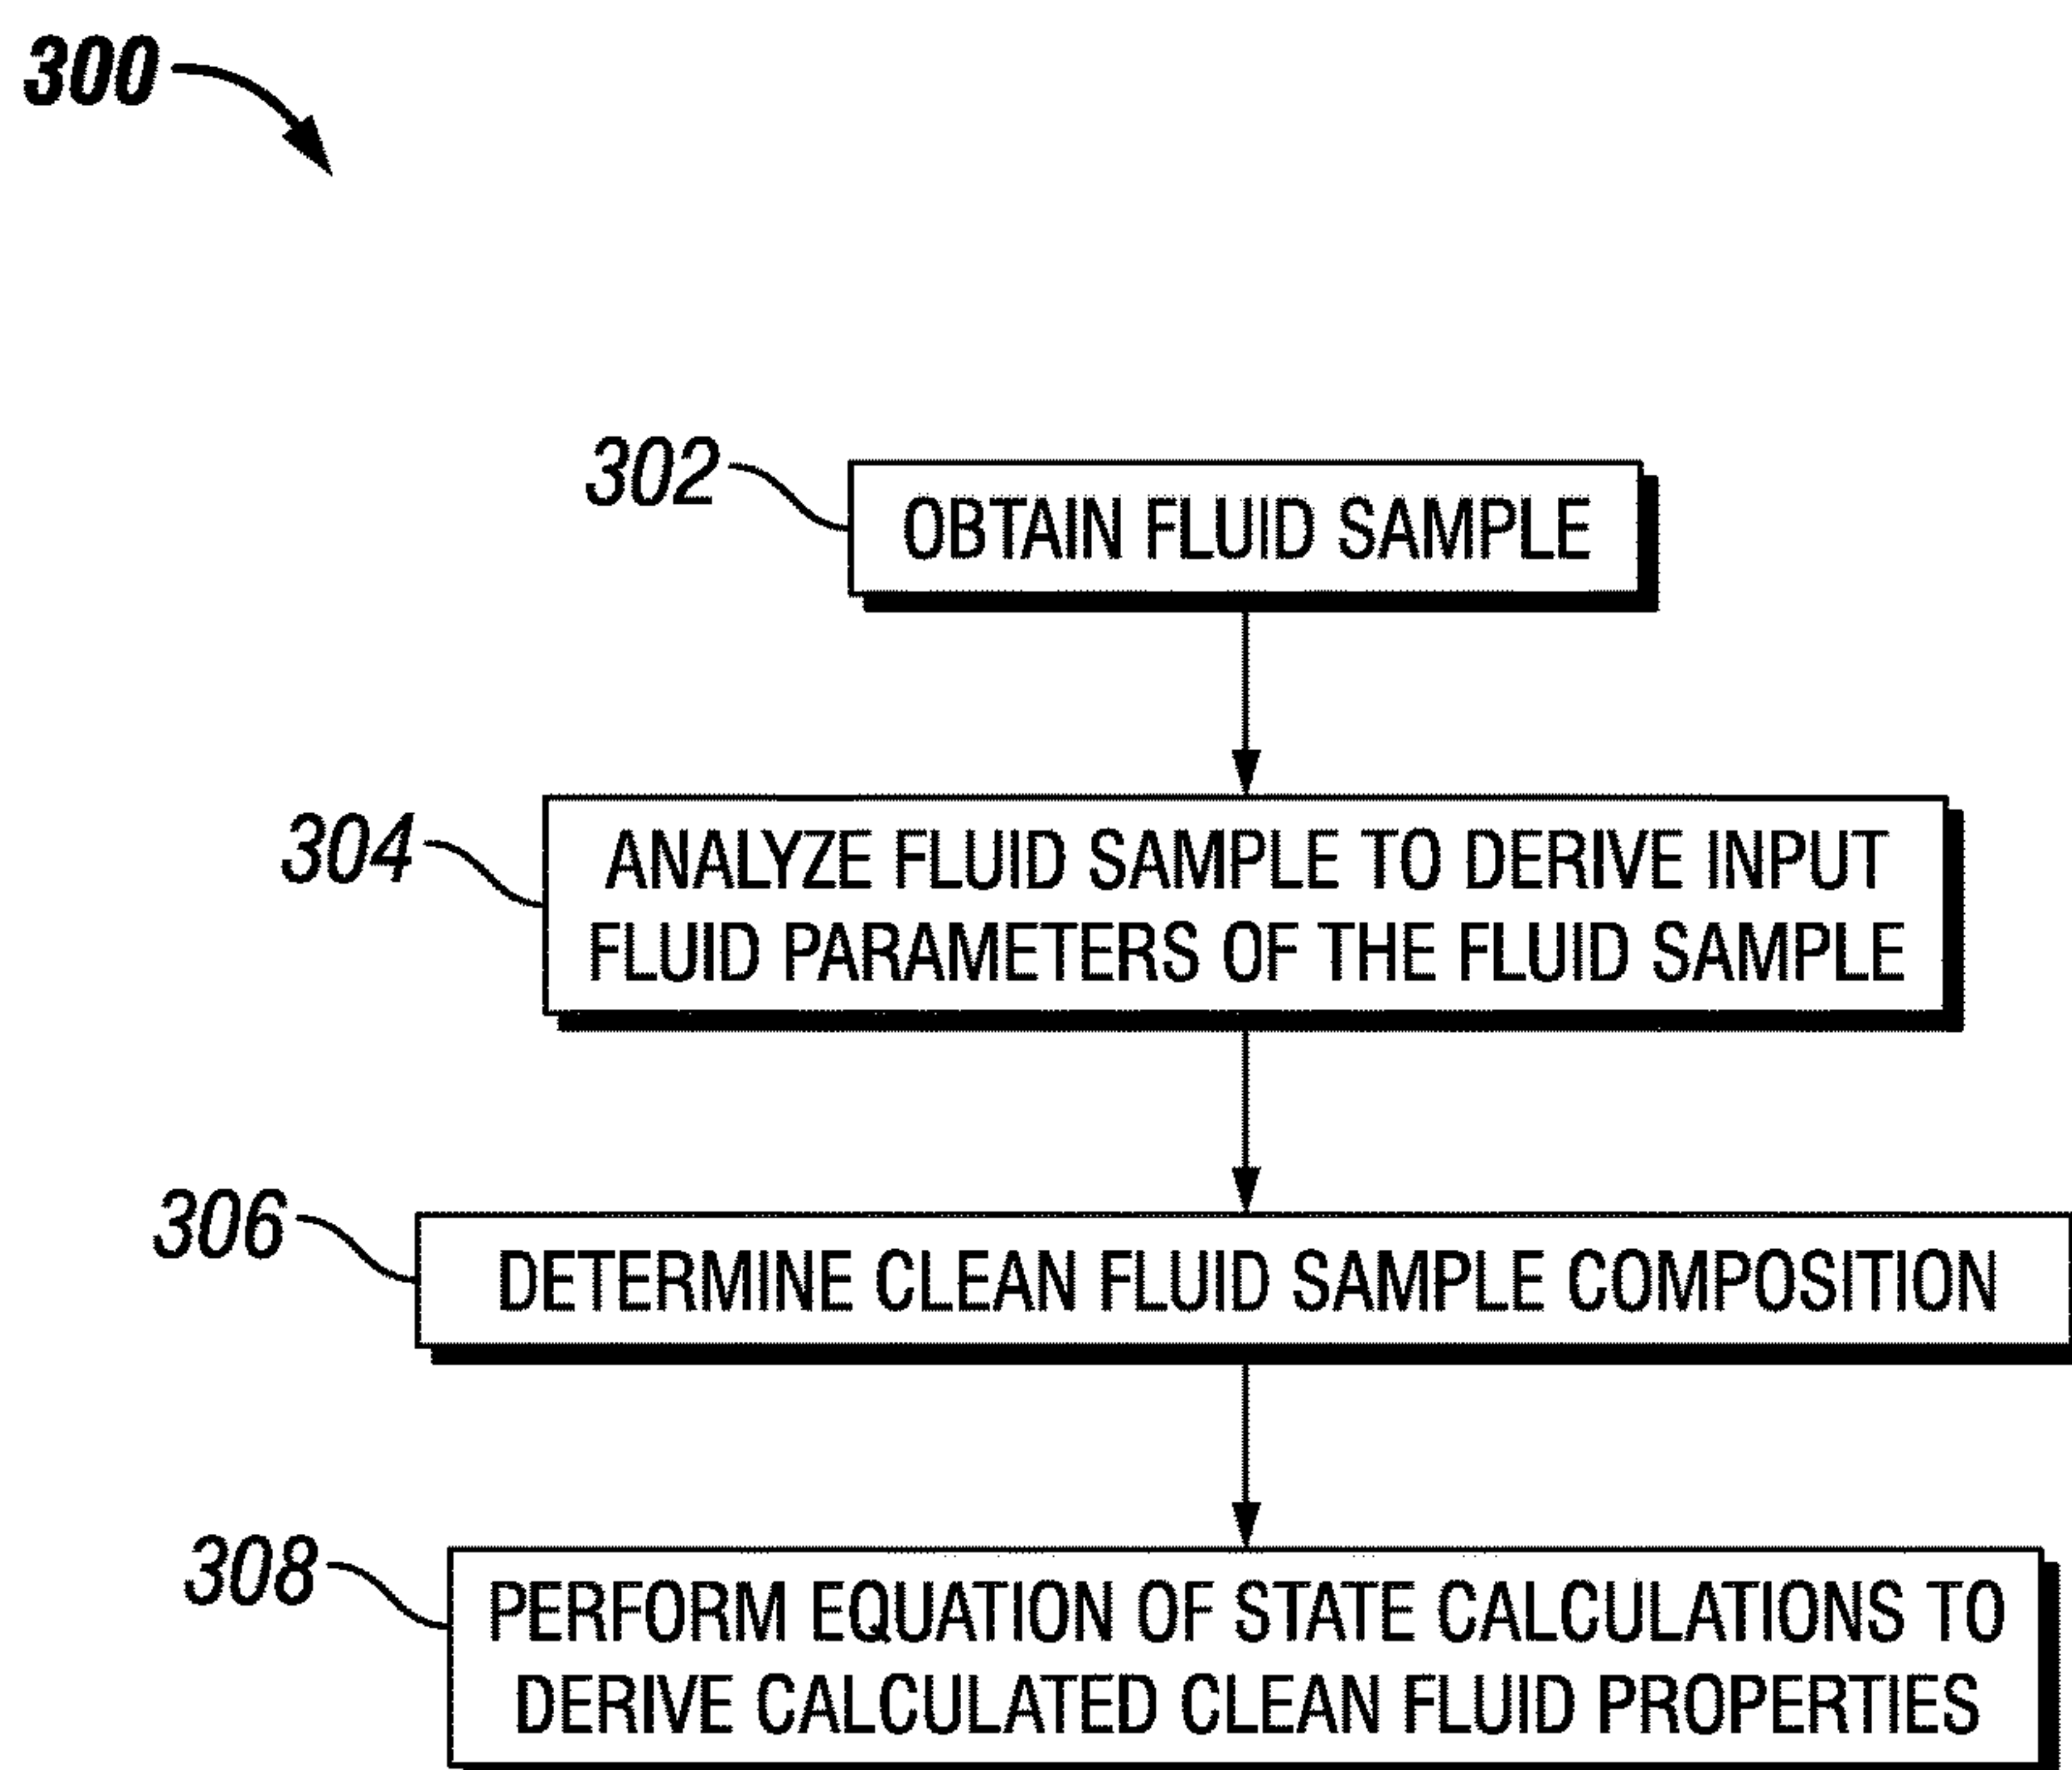 300
302
OBTAIN FLUID SAMPLE
304
ANALYZE FLUID SAMPLE TO DERIVE INPUT
FLUID PARAMETERS OF THE FLUID SAMPLE
306
DETERMINE CLEAN FLUID SAMPLE COMPOSITION
308
PERFORM EQUATION OF STATE CALCULATIONS TO
DERIVE CALCULATED CLEAN FLUID PROPERTIES